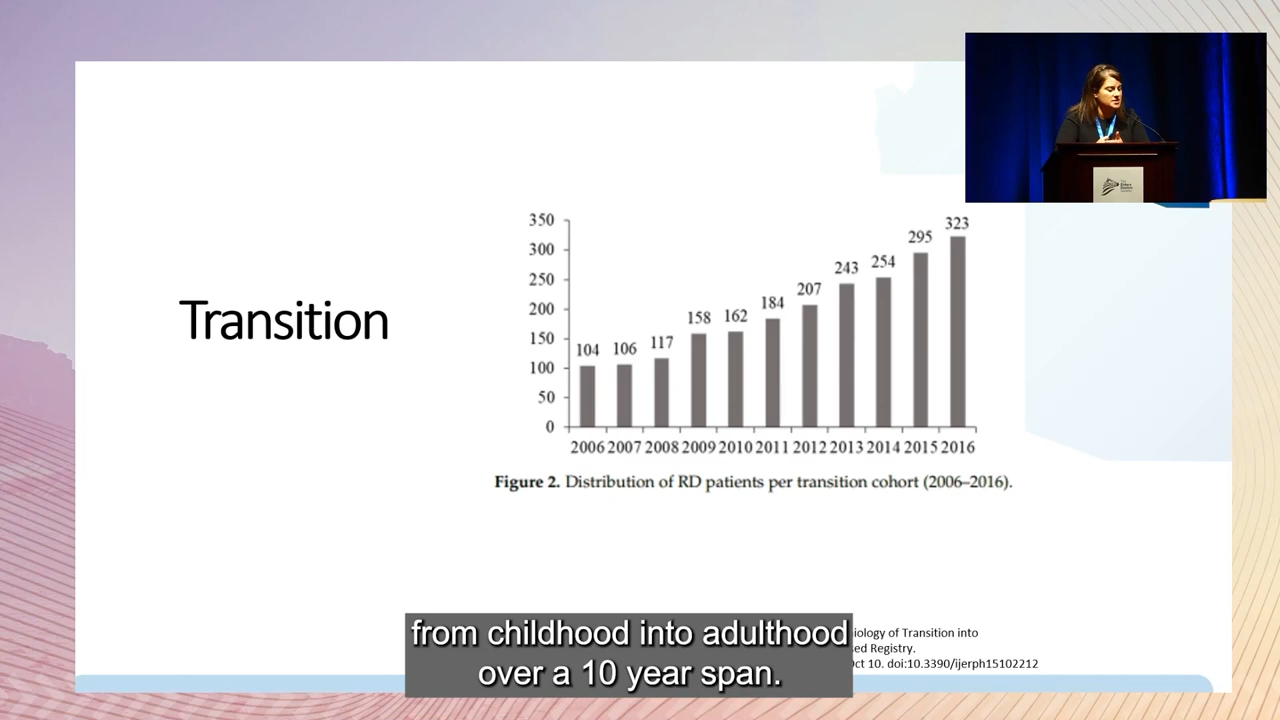 Transition
350
300
250
200
150
100
50
0
104
106
117
158
162
184
207
243
254
295
323
2006 2007 2008 2009 2010 2011 2012 2013 2014 2015 2016
Figure 2. Distribution of RD patients per transition cohort (2006–2016).
iology of Transition into
ed Registry.
Oct 10. doi:10.3390/ijerph15102212
from childhood into adulthood
over a 10 year span.